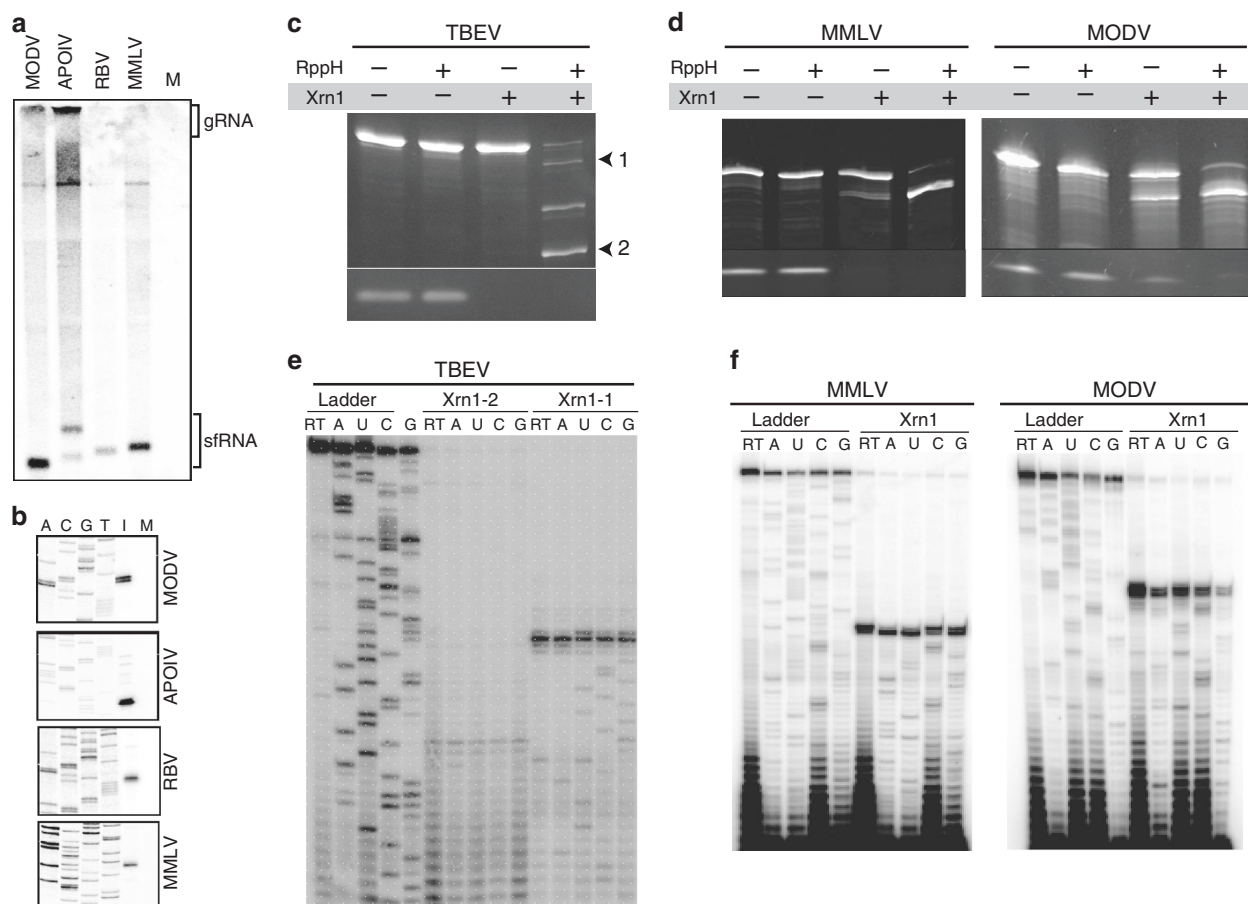 a
MODV
APOIV
RBV
MMLV
M
gRNA
sfRNA
b
A C G T I M
MODV
APOIV
RBV
MMLV
c
TBEV
RppH − + − +
Xrn1 − − + +
1
2
d
MMLV MODV
RppH − + − + − + − +
Xrn1 − − + + − − + +
e
TBEV
Ladder Xrn1-2 Xrn1-1
RT A U C G RT A U C G RT A U C G
f
MMLV MODV
Ladder Xrn1 Ladder Xrn1
RT A U C G RT A U C G RT A U C G RT A U C G